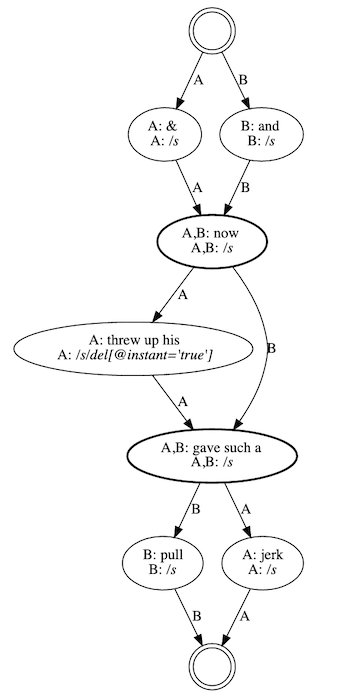 A B
A: & B: and
A: /s B: /s
A B
A,B: now
A,B: /s
A
A: threw up his
A: /s/del[@instant='true']
B
A
A,B: gave such a
A,B: /s
B A
B: pull A: jerk
B: /s A: /s
B A